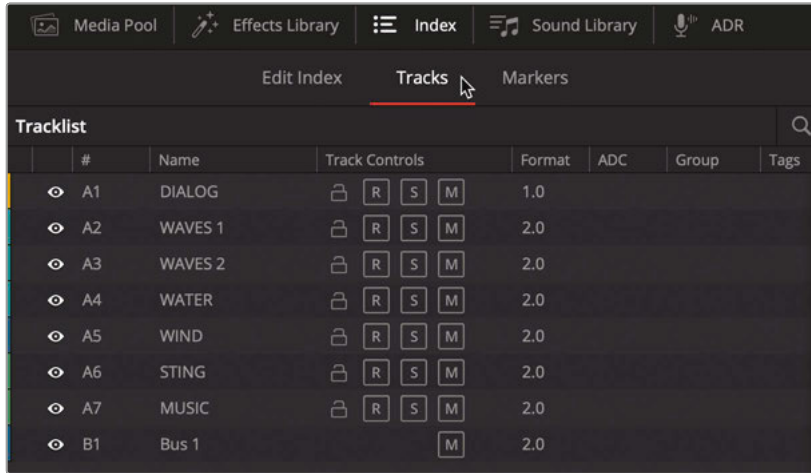 Media Pool Effects Library Index Sound Library ADR
Edit Index Tracks Markers
Tracklist
# Name Track Controls Format ADC Group Tags
A1 DIALOG R S M 1.0
A2 WAVES 1 R S M 2.0
A3 WAVES 2 R S M 2.0
A4 WATER R S M 2.0
A5 WIND R S M 2.0
A6 STING R S M 2.0
A7 MUSIC R S M 2.0
B1 Bus 1 M 2.0